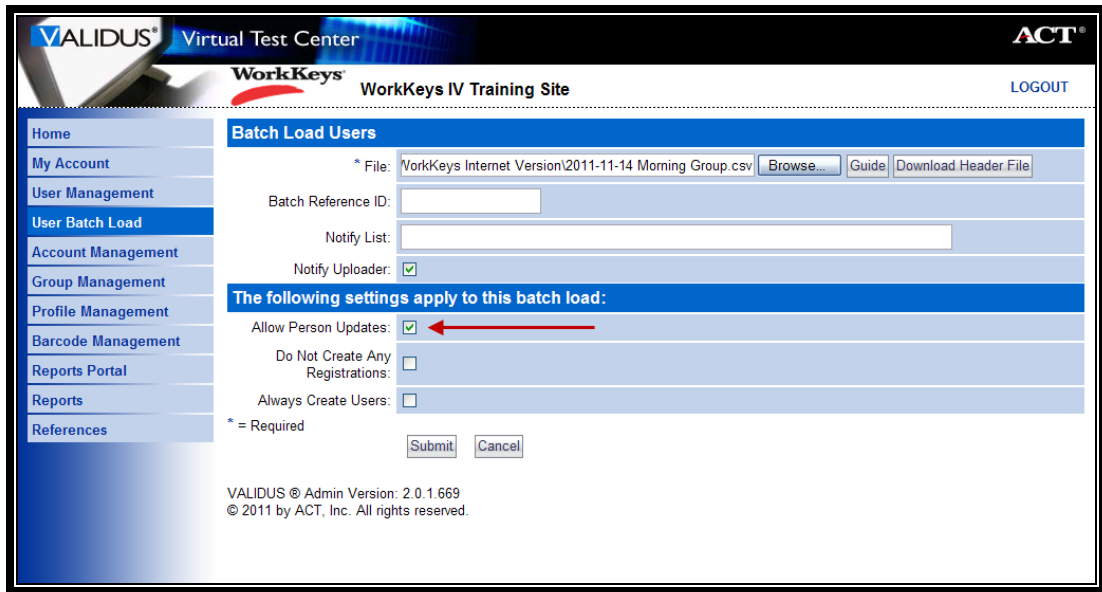 VALIDUS® Virtual Test Center ACT®
WorkKeys®
WorkKeys IV Training Site LOGOUT
Home
My Account
User Management
User Batch Load
Account Management
Group Management
Profile Management
Barcode Management
Reports Portal
Reports
References
Batch Load Users
* File: WorkKeys Internet Version\2011-11-14 Morning Group.csv Browse... Guide Download Header File
Batch Reference ID:
Notify List:
Notify Uploader:
The following settings apply to this batch load:
Allow Person Updates:
Do Not Create Any
Registrations:
Always Create Users:
* = Required
Submit Cancel
VALIDUS ® Admin Version: 2.0.1.669
© 2011 by ACT, Inc. All rights reserved.